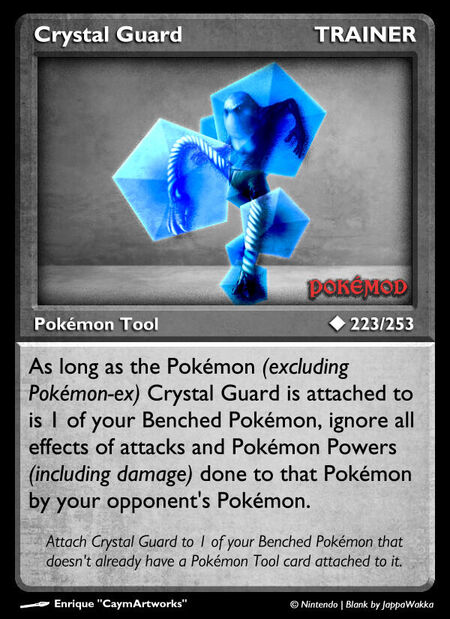 Crystal Guard TRAINER
POKÉMOD
Pokémon Tool ◆ 223/253
As long as the Pokémon (excluding
Pokémon-ex) Crystal Guard is attached to
is 1 of your Benched Pokémon, ignore all
effects of attacks and Pokémon Powers
(including damage) done to that Pokémon
by your opponent's Pokémon.
Attach Crystal Guard to 1 of your Benched Pokémon that
doesn't already have a Pokémon Tool card attached to it.
Enrique "CaymArtworks" © Nintendo | Blank by JappaWakka